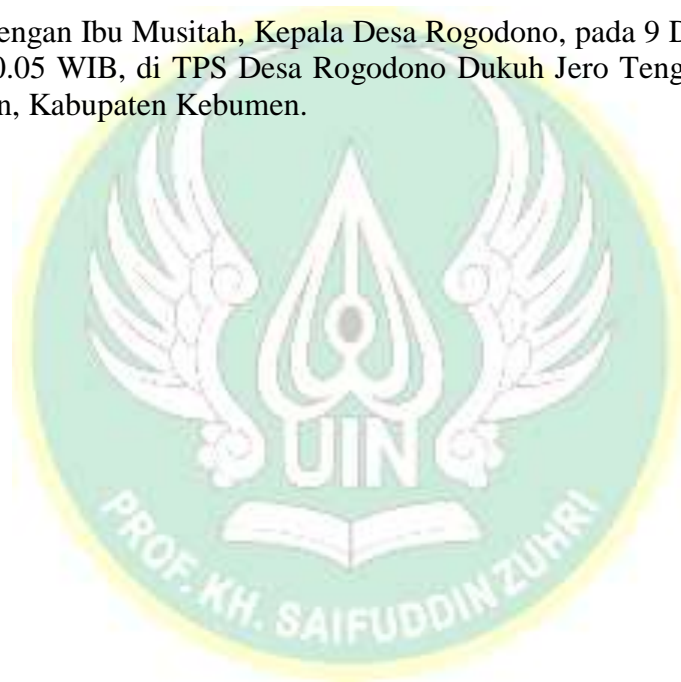 engan Ibu Musitah, Kepala Desa Rogodono, pada 9 D
0.05 WIB, di TPS Desa Rogodono Dukuh Jero Teng
n, Kabupaten Kebumen.
UIN
PROF. KH. SAIFUDDIN ZUHRI